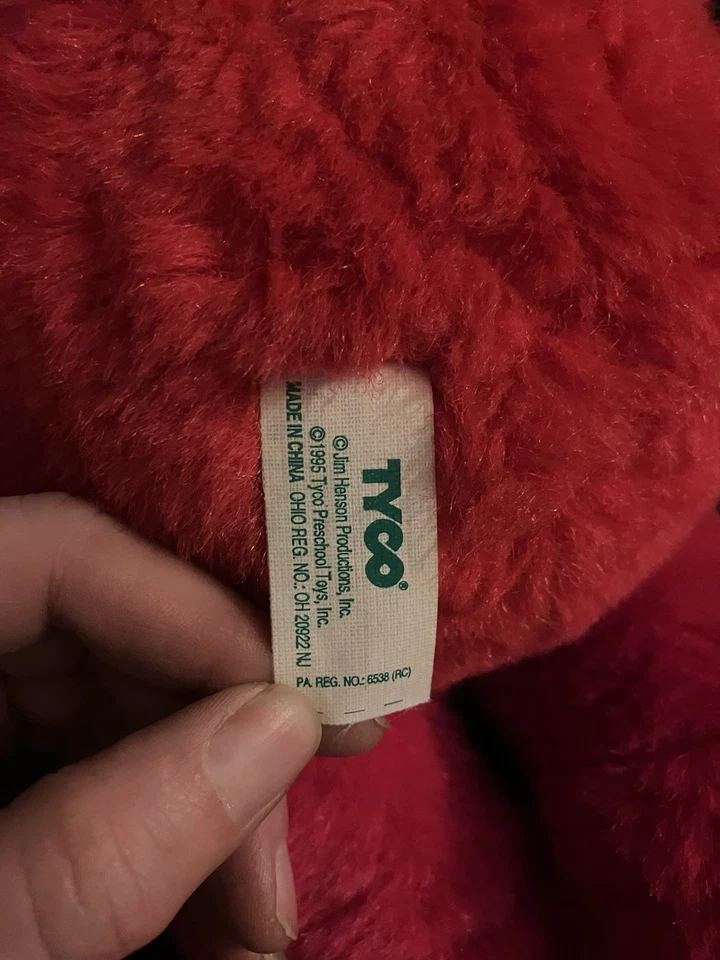 TYCO®
© Jim Henson Productions, Inc.
© 1995 Tyco Preschool Toys, Inc.
MADE IN CHINA OHIO REG. NO.: OH 20922 NJ
PA. REG. NO.: 6538 (RC)